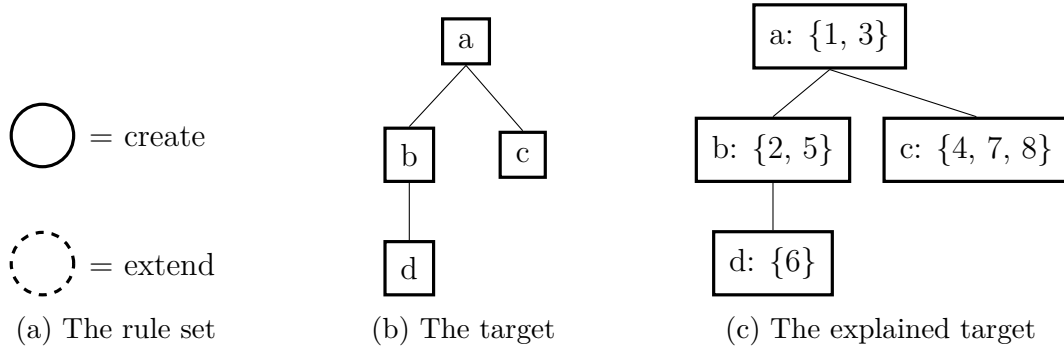 = create
= extend
(a) The rule set
a
b
c
d
(b) The target
a: {1, 3}
b: {2, 5}
c: {4, 7, 8}
d: {6}
(c) The explained target